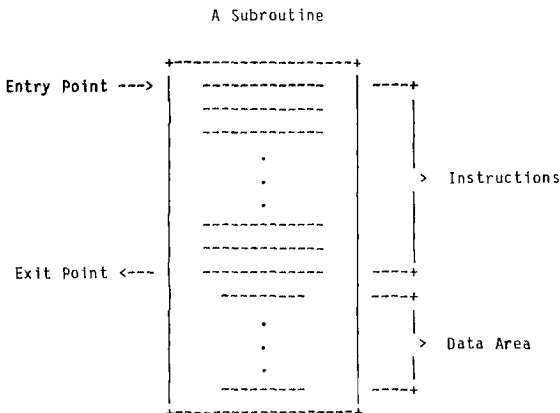 A Subroutine
Entry Point --->
Instructions
Exit Point <---
Data Area